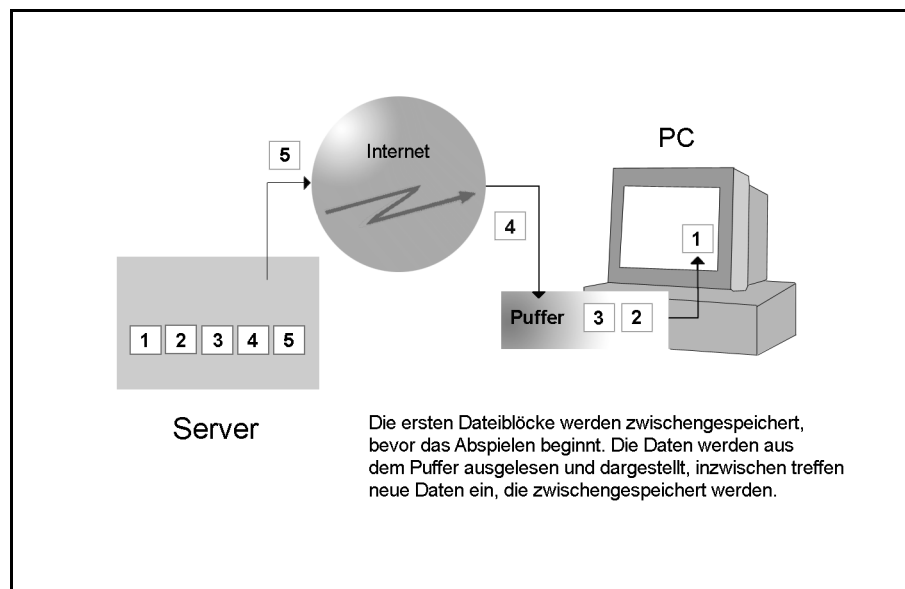 PC
5
Internet
4
1
Puffer 3 2
1 2 3 4 5
Server
Die ersten Dateiblöcke werden zwischengespeichert,
bevor das Abspielen beginnt. Die Daten werden aus
dem Puffer ausgelesen und dargestellt, inzwischen treffen
neue Daten ein, die zwischengespeichert werden.